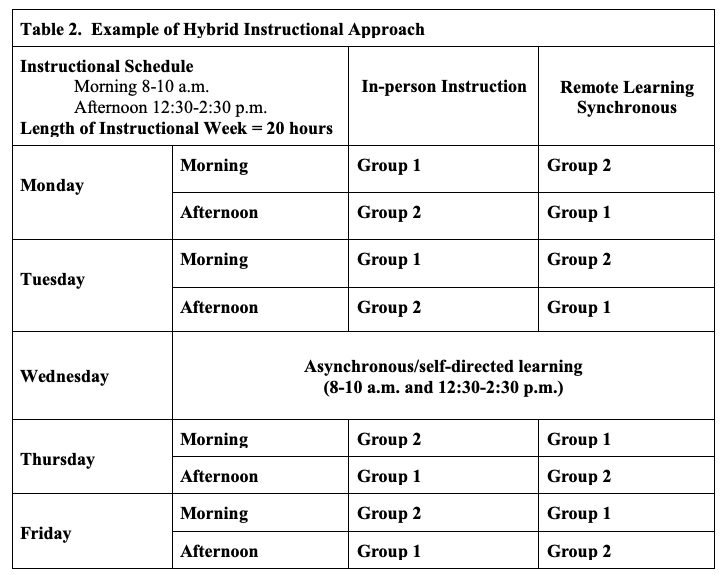 Table 2.  Example of Hybrid Instructional Approach
Instructional Schedule
Morning 8-10 a.m.
Afternoon 12:30-2:30 p.m.
Length of Instructional Week = 20 hours
In-person Instruction
Remote Learning
Synchronous
Monday
Morning
Group 1
Group 2
Afternoon
Group 2
Group 1
Tuesday
Morning
Group 1
Group 2
Afternoon
Group 2
Group 1
Wednesday
Asynchronous/self-directed learning
(8-10 a.m. and 12:30-2:30 p.m.)
Thursday
Morning
Group 2
Group 1
Afternoon
Group 1
Group 2
Friday
Morning
Group 2
Group 1
Afternoon
Group 1
Group 2